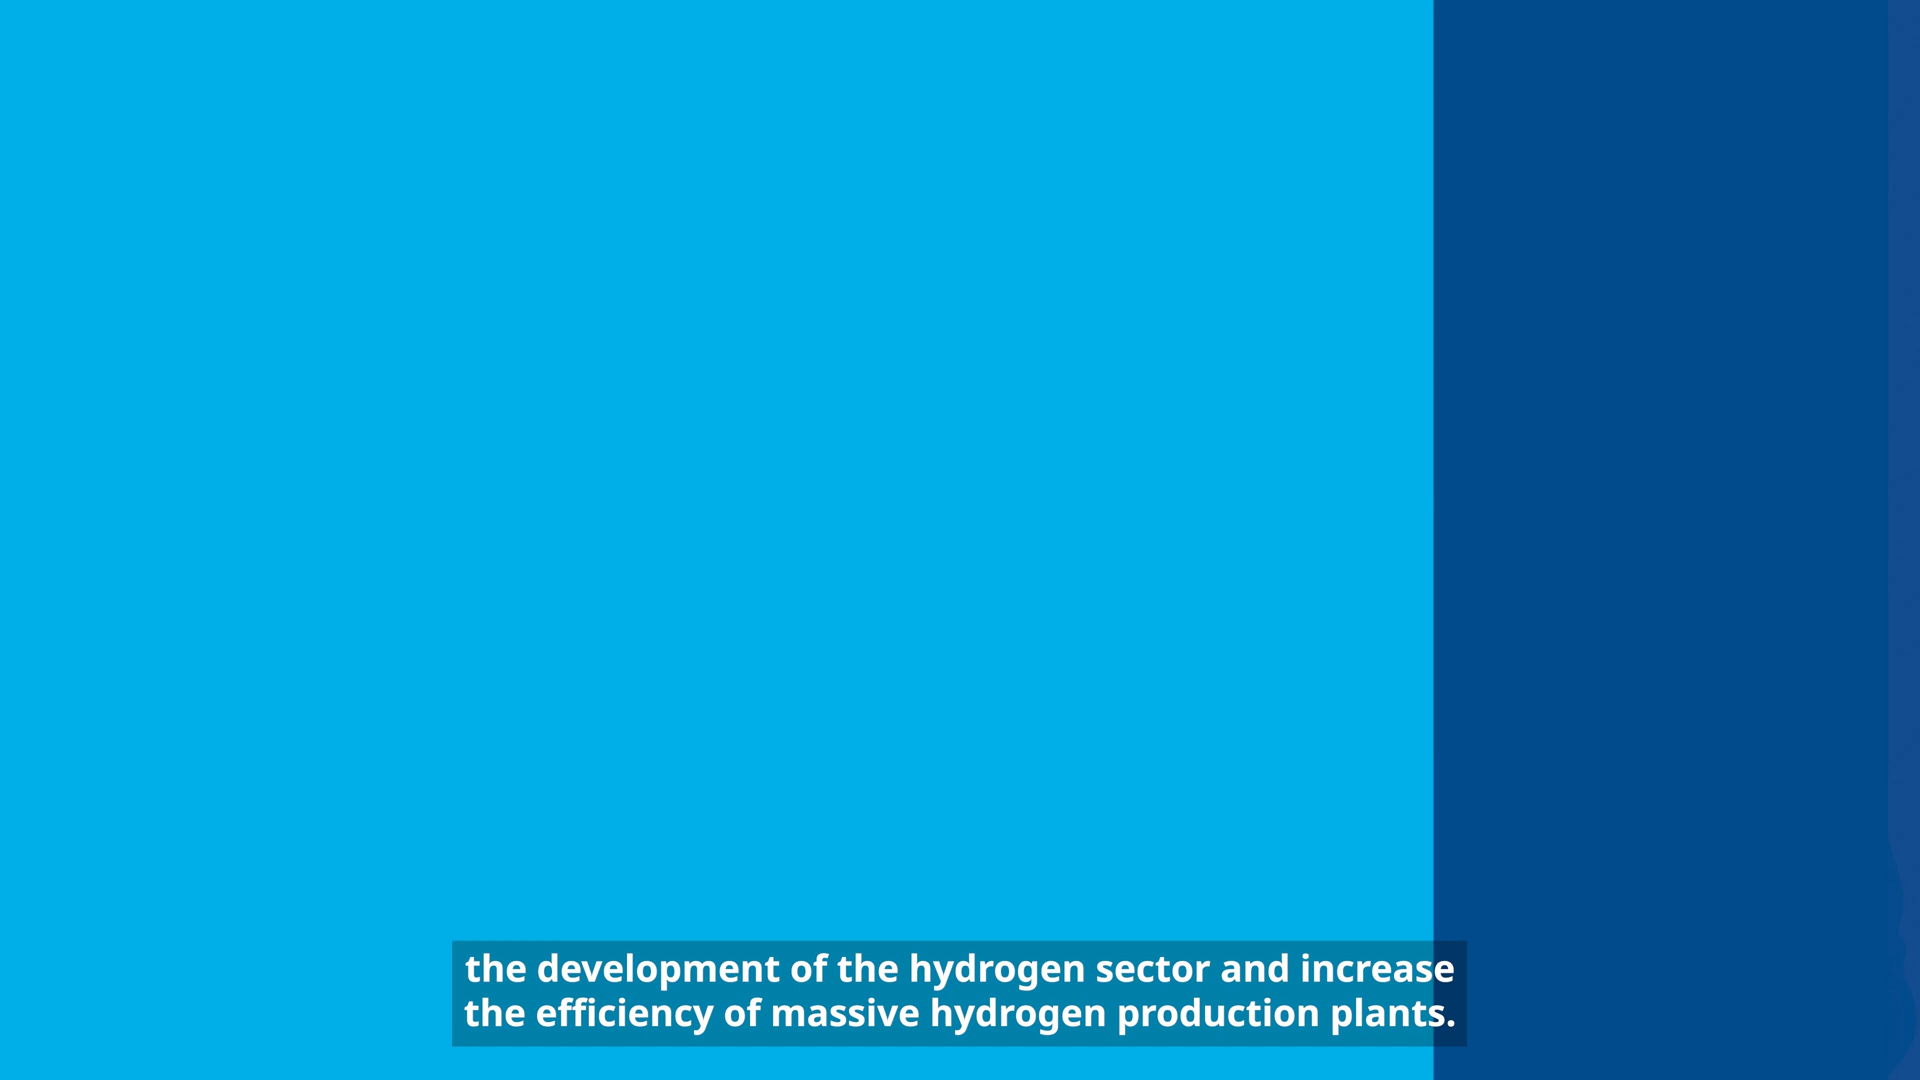 the development of the hydrogen sector and increase
the efficiency of massive hydrogen production plants.